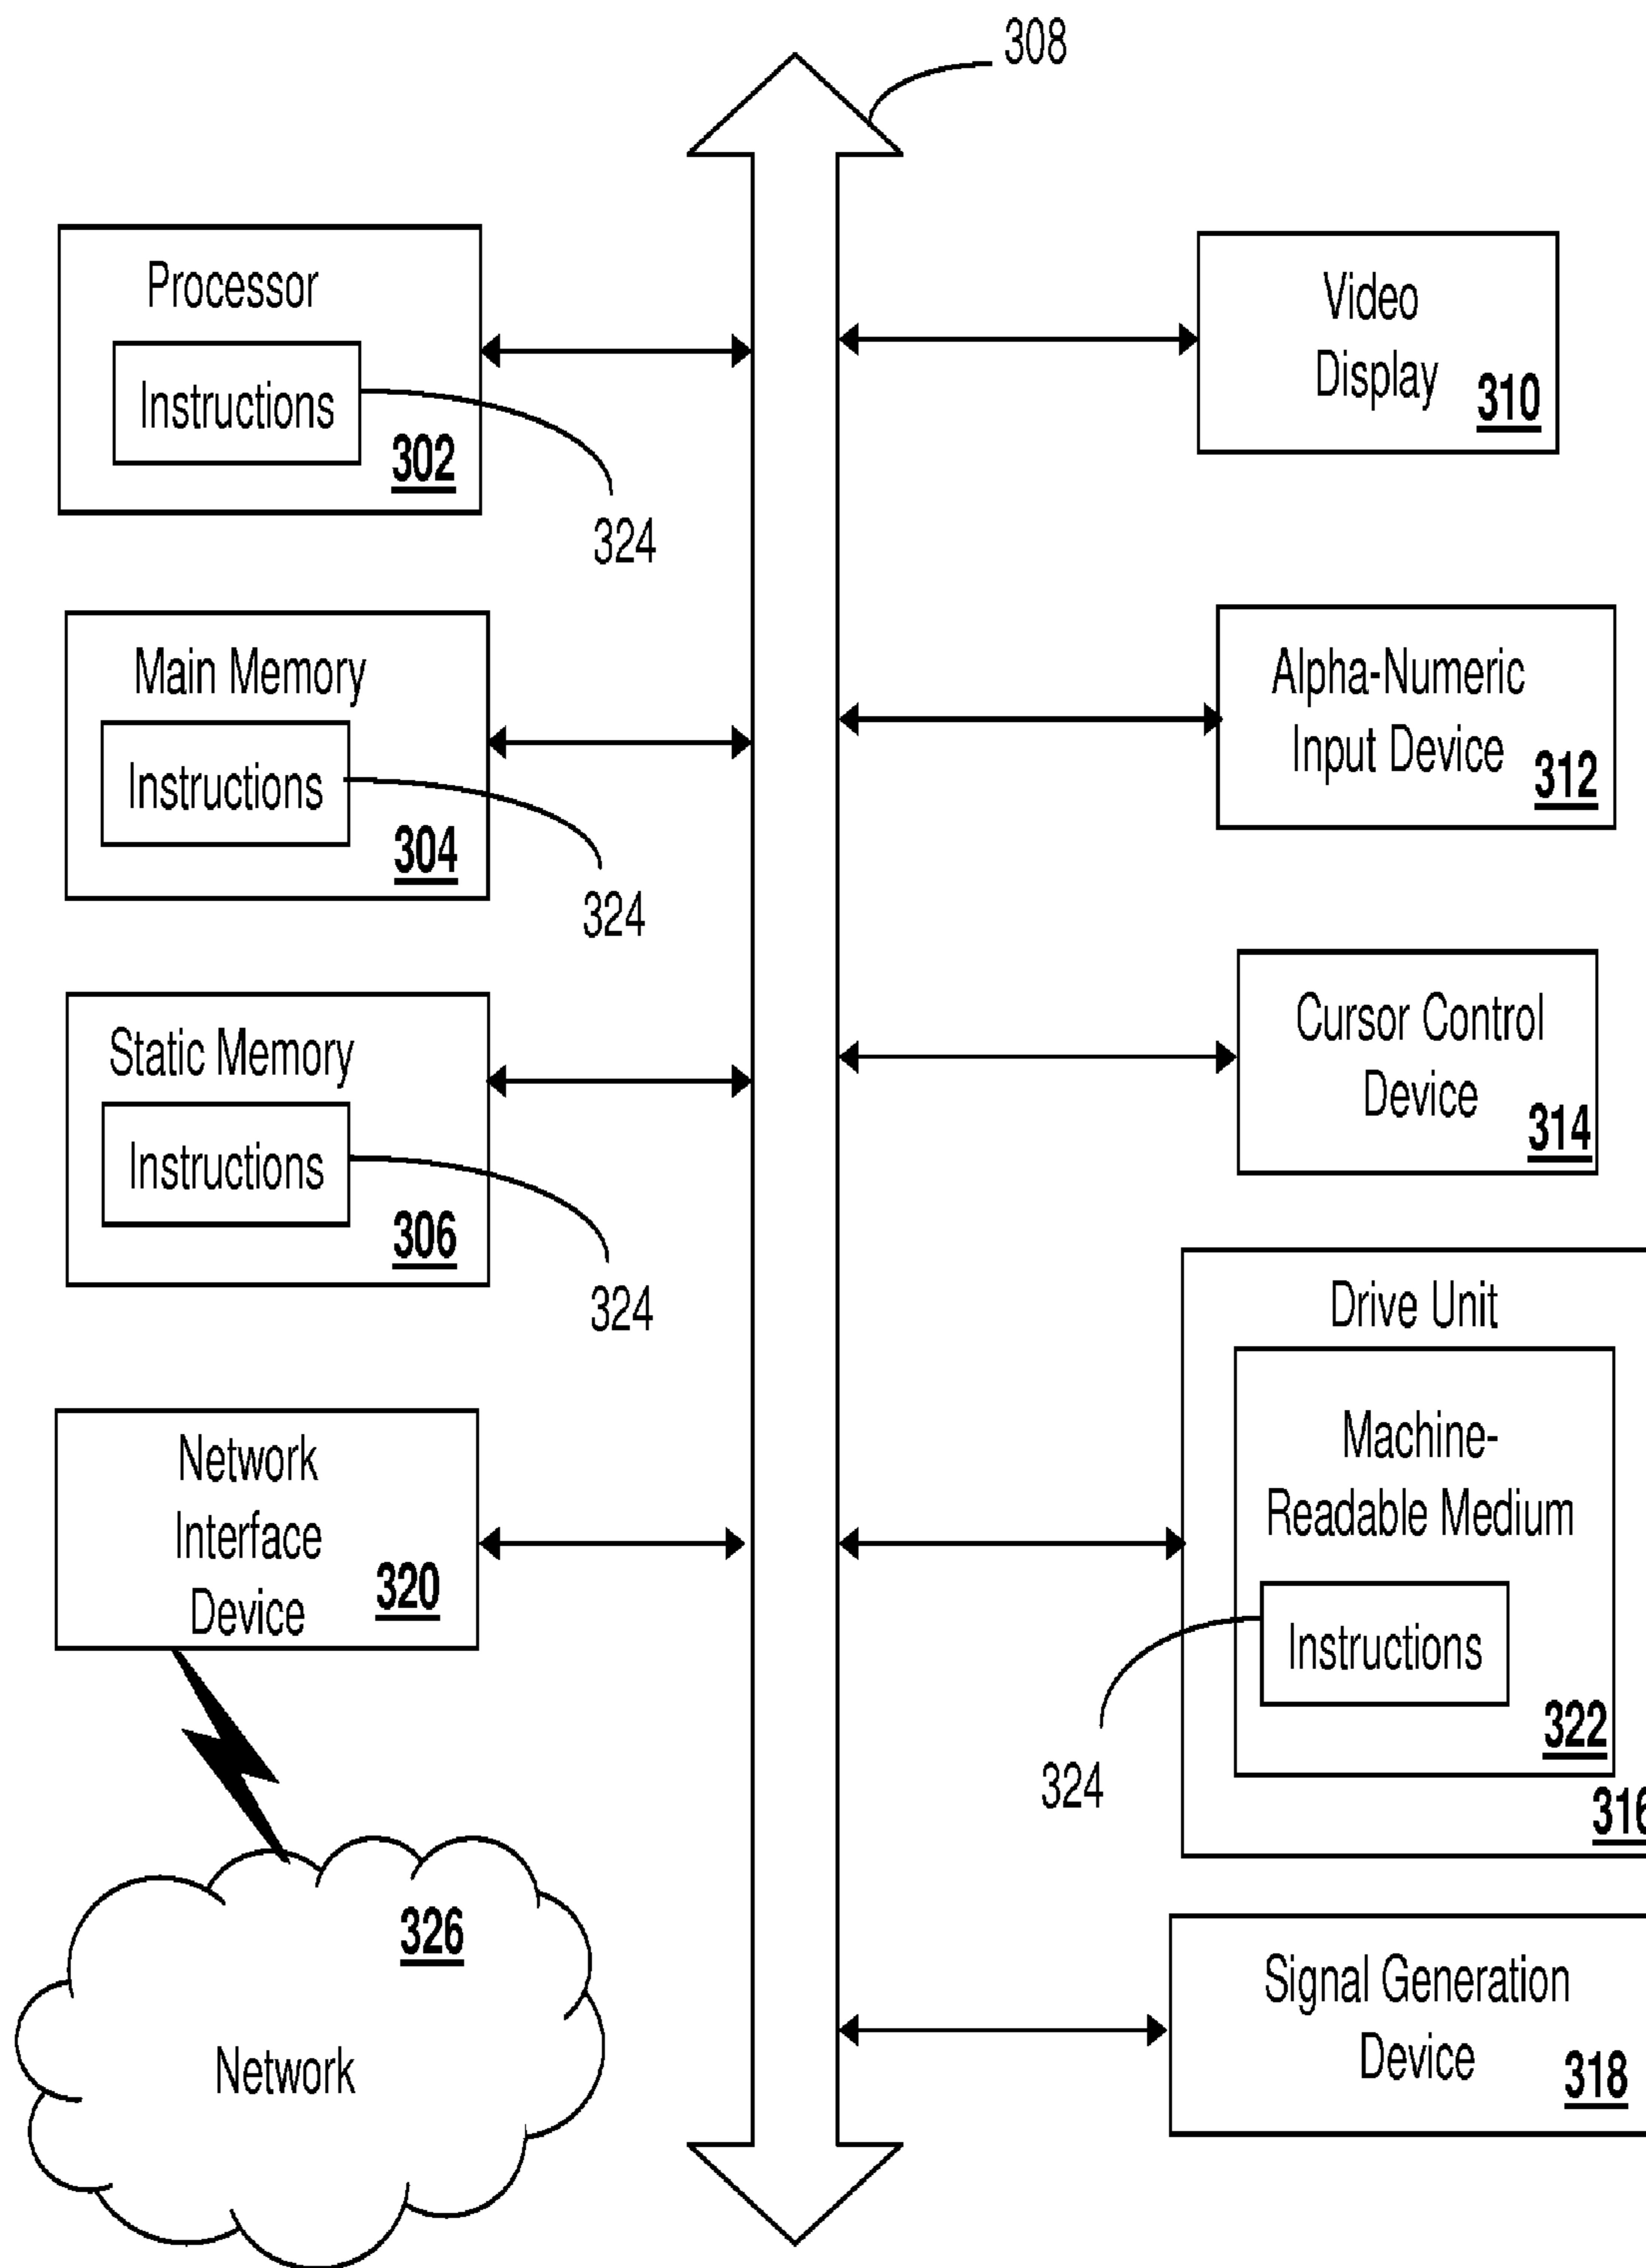 308
Processor
Instructions
302
324
Main Memory
Instructions
304
324
Static Memory
Instructions
306
324
Network
Interface
Device
320
326
Network
Video
Display
310
Alpha-Numeric
Input Device
312
Cursor Control
Device
314
Drive Unit
Machine-
Readable Medium
Instructions
322
324
316
Signal Generation
Device
318